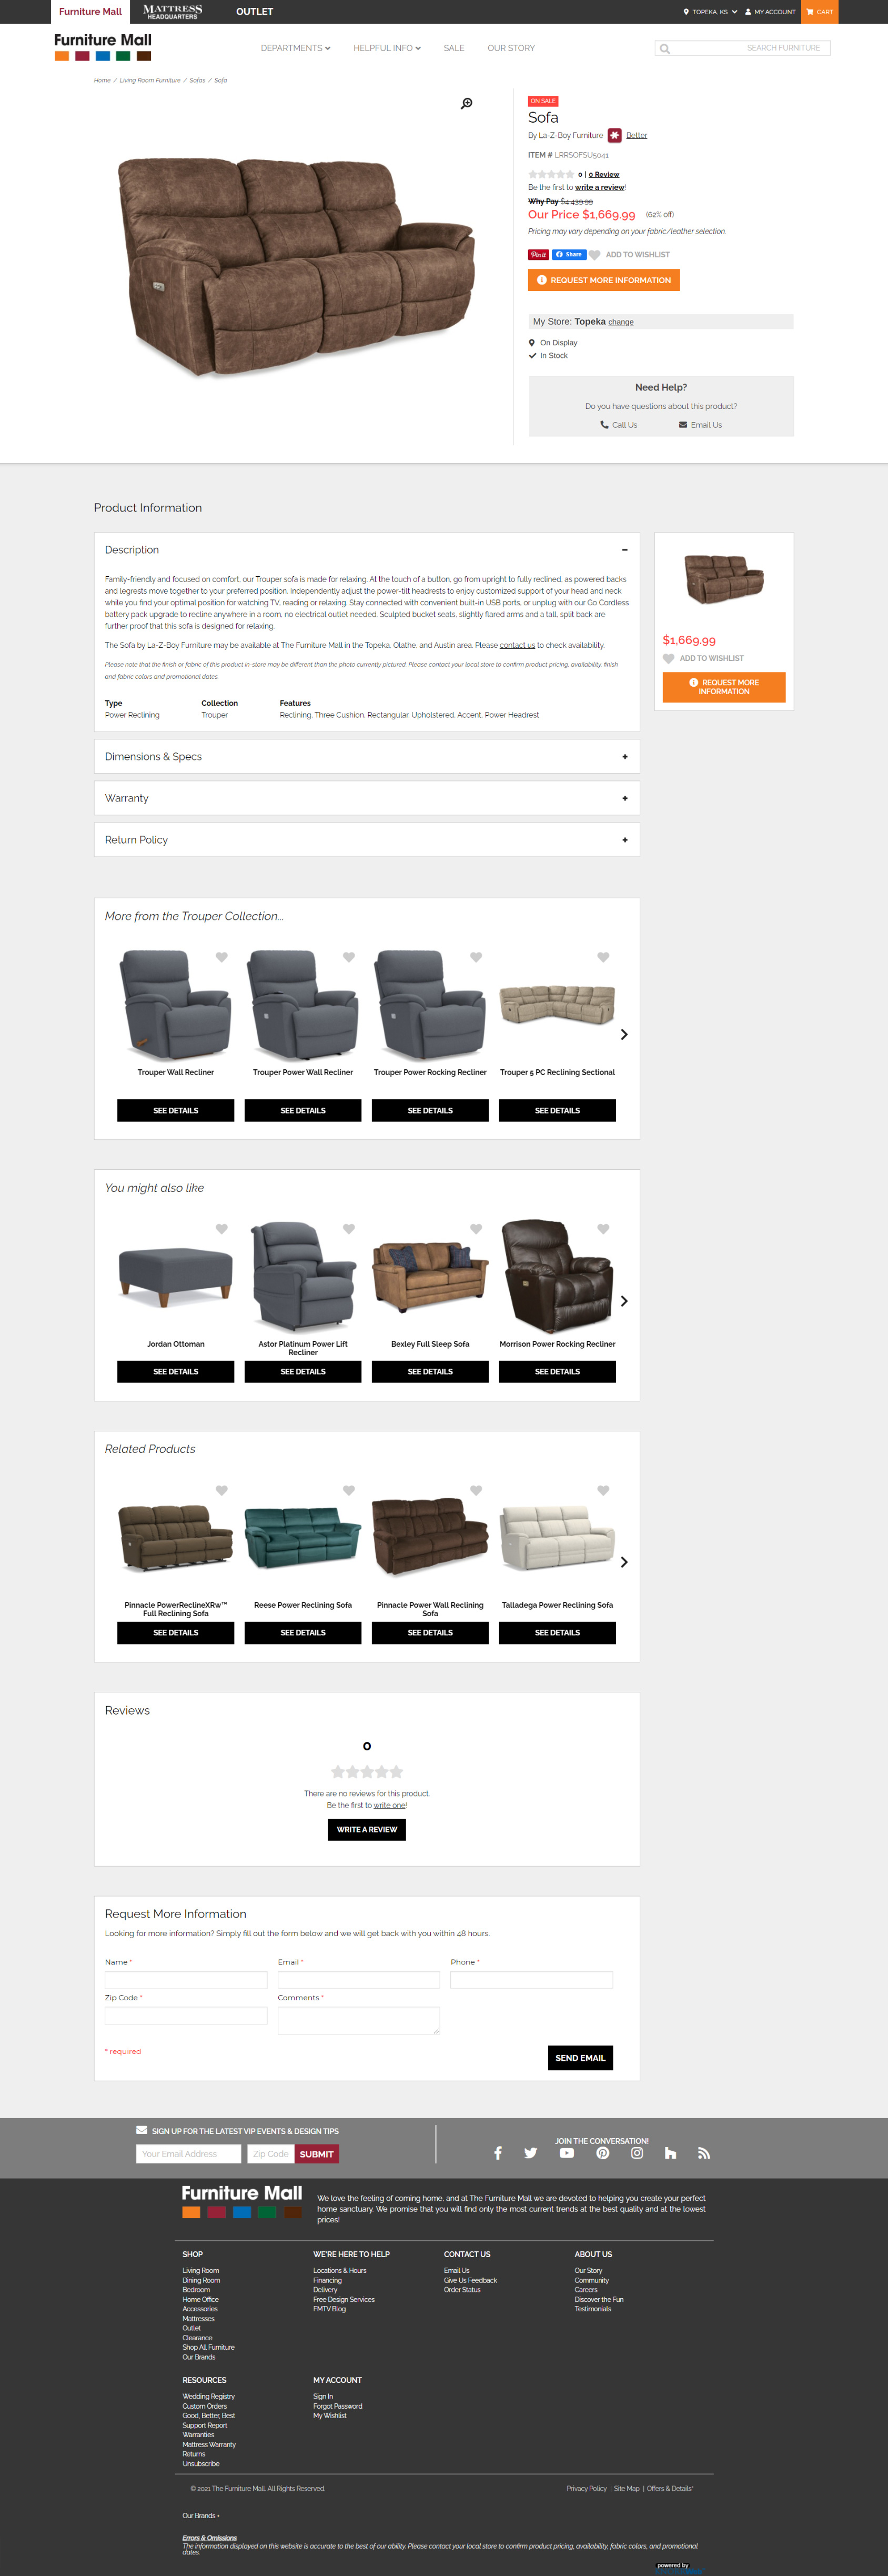 Furniture Mall
MATTRESS HEADQUARTERS
OUTLET
TOPEKA, KS
MY ACCOUNT
CART
Furniture Mall
DEPARTMENTS
HELPFUL INFO
SALE
OUR STORY
SEARCH FURNITURE
Home / Living Room Furniture / Sofas / Sofa
ON SALE
Sofa
By La-Z-Boy Furniture Better
ITEM # LRRSOFSU5041
0 | 0 Review
Be the first to write a review!
Why Pay $4,439.99
Our Price $1,669.99 (62% off)
Pricing may vary depending on your fabric/leather selection.
Pin it Share ADD TO WISHLIST
REQUEST MORE INFORMATION
My Store: Topeka change
On Display
In Stock
Need Help?
Do you have questions about this product?
Call Us Email Us
Product Information
Description
Family-friendly and focused on comfort, our Trouper sofa is made for relaxing. At the touch of a button, go from upright to fully reclined, as powered backs
and legrests move together to your preferred position. Independently adjust the power-tilt headrests to enjoy customized support of your head and neck
while you find your optimal position for watching TV, reading or relaxing. Stay connected with convenient built-in USB ports, or unplug with our Go Cordless
battery pack upgrade to recline anywhere in a room, no electrical outlet needed. Sculpted bucket seats, slightly flared arms and a tall, split back are
further proof that this sofa is designed for relaxing.
The Sofa by La-Z-Boy Furniture may be available at The Furniture Mall in the Topeka, Olathe, and Austin area. Please contact us to check availability.
Please note that the finish or fabric of this product in-store may be different than the photo currently pictured. Please contact your local store to confirm product pricing, availability, finish
and fabric colors and promotional dates.
Type Collection Features
Power Reclining Trouper Reclining, Three Cushion, Rectangular, Upholstered, Accent, Power Headrest
$1,669.99
ADD TO WISHLIST
REQUEST MORE
INFORMATION
Dimensions & Specs
Warranty
Return Policy
More from the Trouper Collection...
Trouper Wall Recliner
Trouper Power Wall Recliner
Trouper Power Rocking Recliner
Trouper 5 PC Reclining Sectional
SEE DETAILS
SEE DETAILS
SEE DETAILS
SEE DETAILS
You might also like
Jordan Ottoman
Astor Platinum Power Lift
Recliner
Bexley Full Sleep Sofa
Morrison Power Rocking Recliner
SEE DETAILS
SEE DETAILS
SEE DETAILS
SEE DETAILS
Related Products
Pinnacle PowerReclineXRw™
Full Reclining Sofa
Reese Power Reclining Sofa
Pinnacle Power Wall Reclining
Sofa
Talladega Power Reclining Sofa
SEE DETAILS
SEE DETAILS
SEE DETAILS
SEE DETAILS
Reviews
0
There are no reviews for this product.
Be the first to write one!
WRITE A REVIEW
Request More Information
Looking for more information? Simply fill out the form below and we will get back with you within 48 hours.
Name * Email * Phone *
Zip Code * Comments *
* required
SEND EMAIL
SIGN UP FOR THE LATEST VIP EVENTS & DESIGN TIPS
Your Email Address Zip Code SUBMIT
JOIN THE CONVERSATION!
Furniture Mall
We love the feeling of coming home, and at The Furniture Mall we are devoted to helping you create your perfect
home sanctuary. We promise that you will find only the most current trends at the best quality and at the lowest
prices!
SHOP
Living Room
Dining Room
Bedroom
Home Office
Accessories
Mattresses
Outlet
Clearance
Shop All Furniture
Our Brands
WE'RE HERE TO HELP
Locations & Hours
Financing
Delivery
Free Design Services
FMTV Blog
CONTACT US
Email Us
Give Us Feedback
Order Status
ABOUT US
Our Story
Community
Careers
Discover the Fun
Testimonials
RESOURCES
Wedding Registry
Custom Orders
Good, Better, Best
Support Report
Warranties
Mattress Warranty
Returns
Unsubscribe
MY ACCOUNT
Sign In
Forgot Password
My Wishlist
© 2021 The Furniture Mall. All Rights Reserved.
Privacy Policy | Site Map | Offers & Details*
Our Brands +
Errors & Omissions
The information displayed on this website is accurate to the best of our ability. Please contact your local store to confirm product pricing, availability, fabric colors, and promotional
dates.
powered by